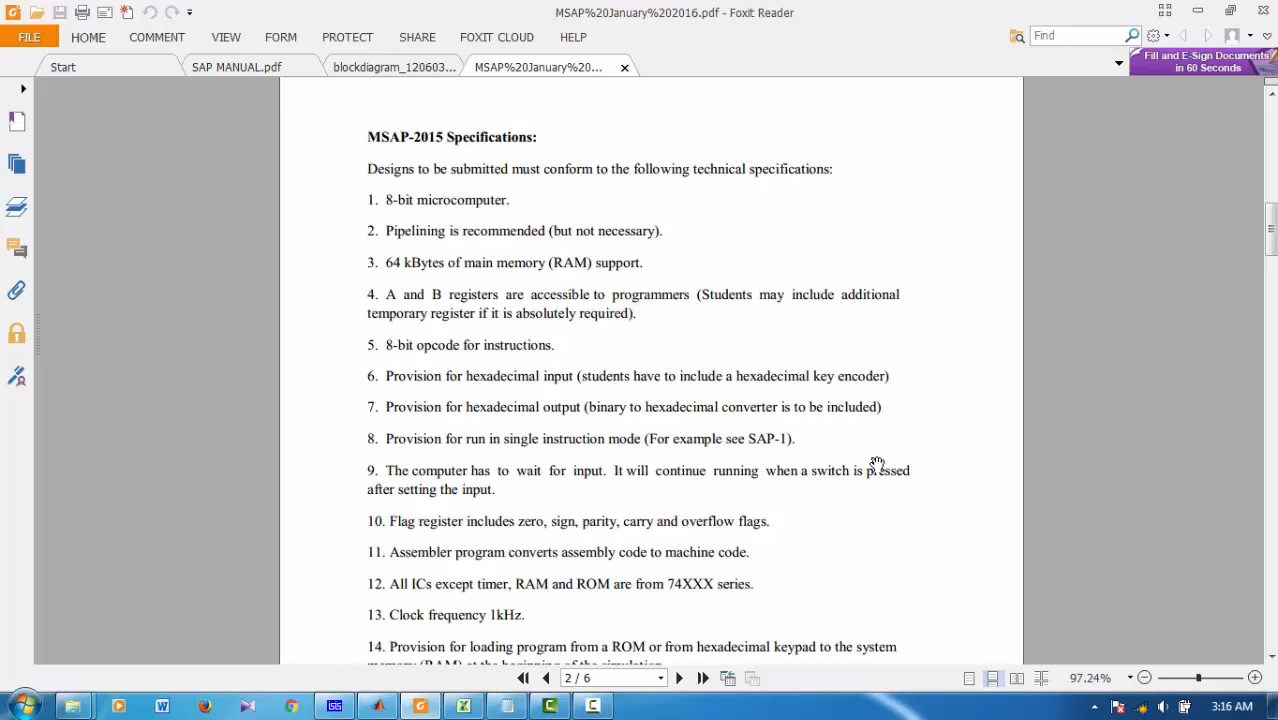 MSAP%20January%202016.pdf - Foxit Reader
FILE HOME COMMENT VIEW FORM PROTECT SHARE FOXIT CLOUD HELP Find
Start SAP MANUAL.pdf blockdiagram_120603... MSAP%20January%20... Fill and E-Sign Documents
in 60 Seconds
MSAP-2015 Specifications:
Designs to be submitted must conform to the following technical specifications:
1. 8-bit microcomputer.
2. Pipelining is recommended (but not necessary).
3. 64 kBytes of main memory (RAM) support.
4. A and B registers are accessible to programmers (Students may include additional
temporary register if it is absolutely required).
5. 8-bit opcode for instructions.
6. Provision for hexadecimal input (students have to include a hexadecimal key encoder)
7. Provision for hexadecimal output (binary to hexadecimal converter is to be included)
8. Provision for run in single instruction mode (For example see SAP-1).
9. The computer has to wait for input. It will continue running when a switch is pressed
after setting the input.
10. Flag register includes zero, sign, parity, carry and overflow flags.
11. Assembler program converts assembly code to machine code.
12. All ICs except timer, RAM and ROM are from 74XXX series.
13. Clock frequency 1kHz.
14. Provision for loading program from a ROM or from hexadecimal keypad to the system
memory (RAM) at the beginning of the simulation
2 / 6 97.24%
3:16 AM